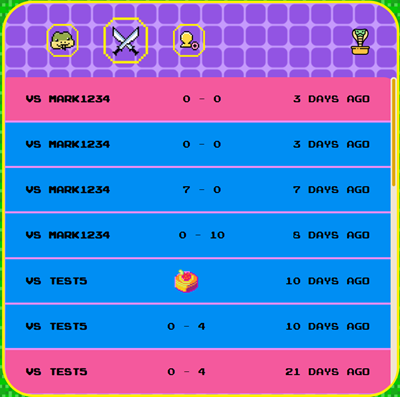 VS MARK1234 0 - 0 3 DAYS AGO
VS MARK1234 0 - 0 3 DAYS AGO
VS MARK1234 7 - 0 7 DAYS AGO
VS MARK1234 0 - 10 8 DAYS AGO
VS TEST5 10 DAYS AGO
VS TEST5 0 - 4 10 DAYS AGO
VS TEST5 0 - 4 21 DAYS AGO